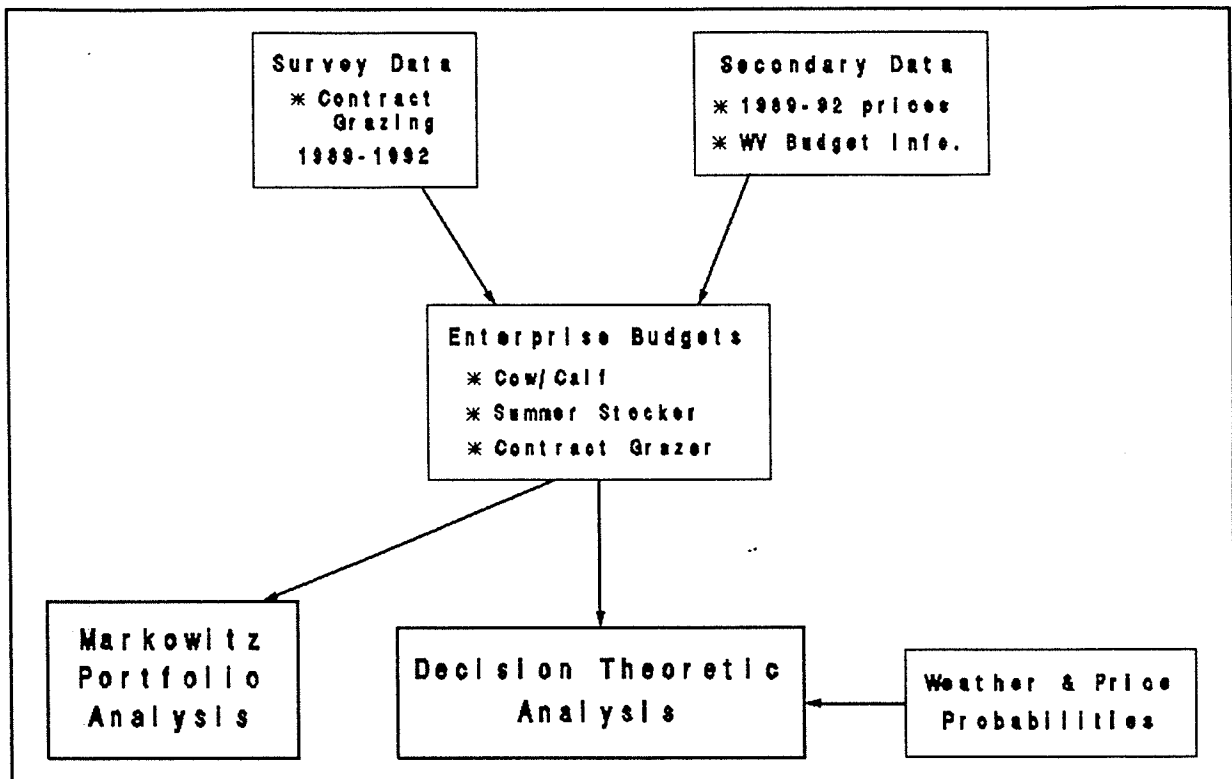 Survey Data
* Contract
Grazing
1989-1992
Secondary Data
* 1989-92 prices
* WV Budget Info.
Enterprise Budgets
* Cow/Calf
* Summer Stocker
* Contract Grazer
Markowitz
Portfolio
Analysis
Decision Theoretic
Analysis
Weather & Price
Probabilities